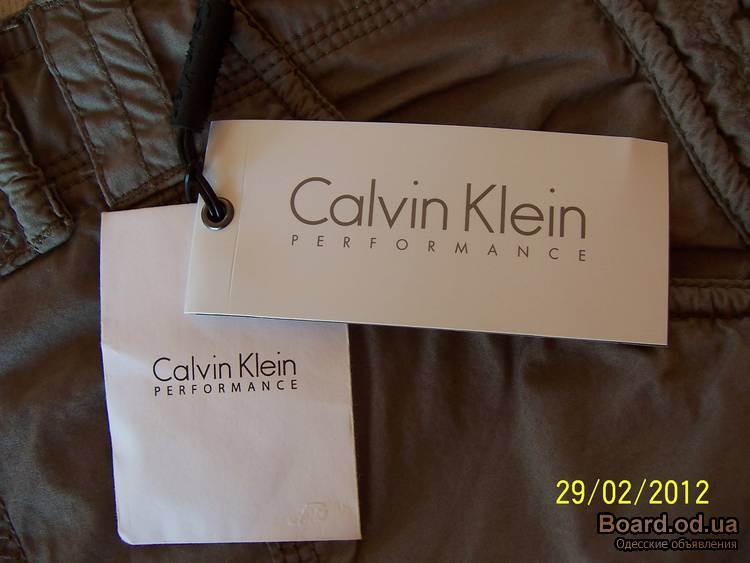 Calvin Klein
PERFORMANCE
Calvin Klein
PERFORMANCE
29/02/2012
Board.od.ua
Одесские объявления